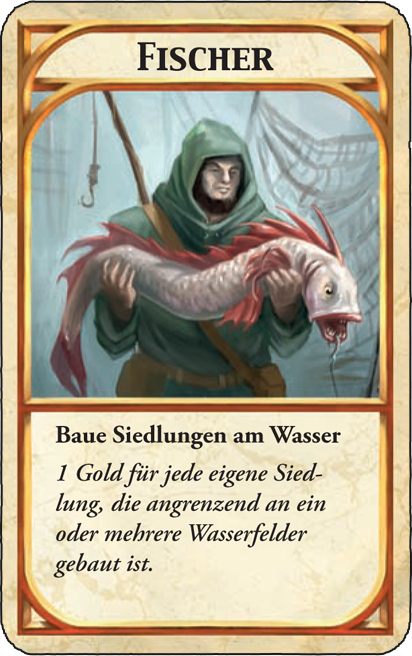 Fischer
Baue Siedlungen am Wasser
1 Gold für jede eigene Sied-
lung, die angrenzend an ein
oder mehrere Wasserfelder
gebaut ist.